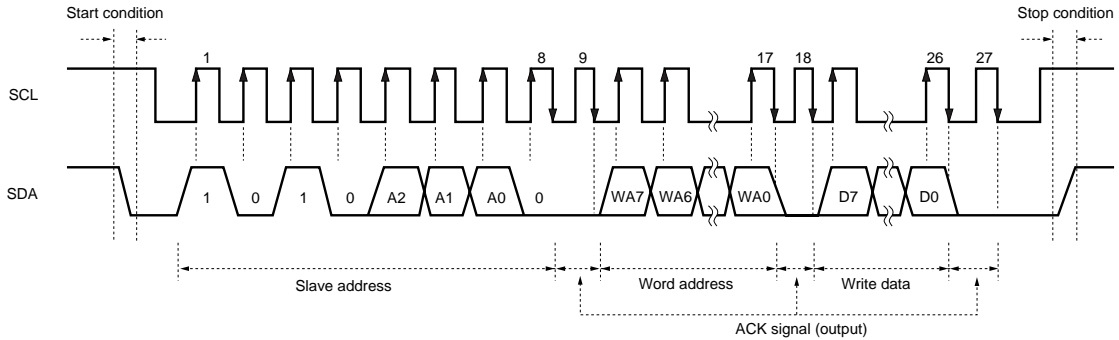 Start condition
Stop condition
1 8 9 17 18 26 27
SCL
SDA
1 0 1 0 A2 A1 A0 0 WA7 WA6 WA0 D7 D0
Slave address
Word address
Write data
ACK signal (output)